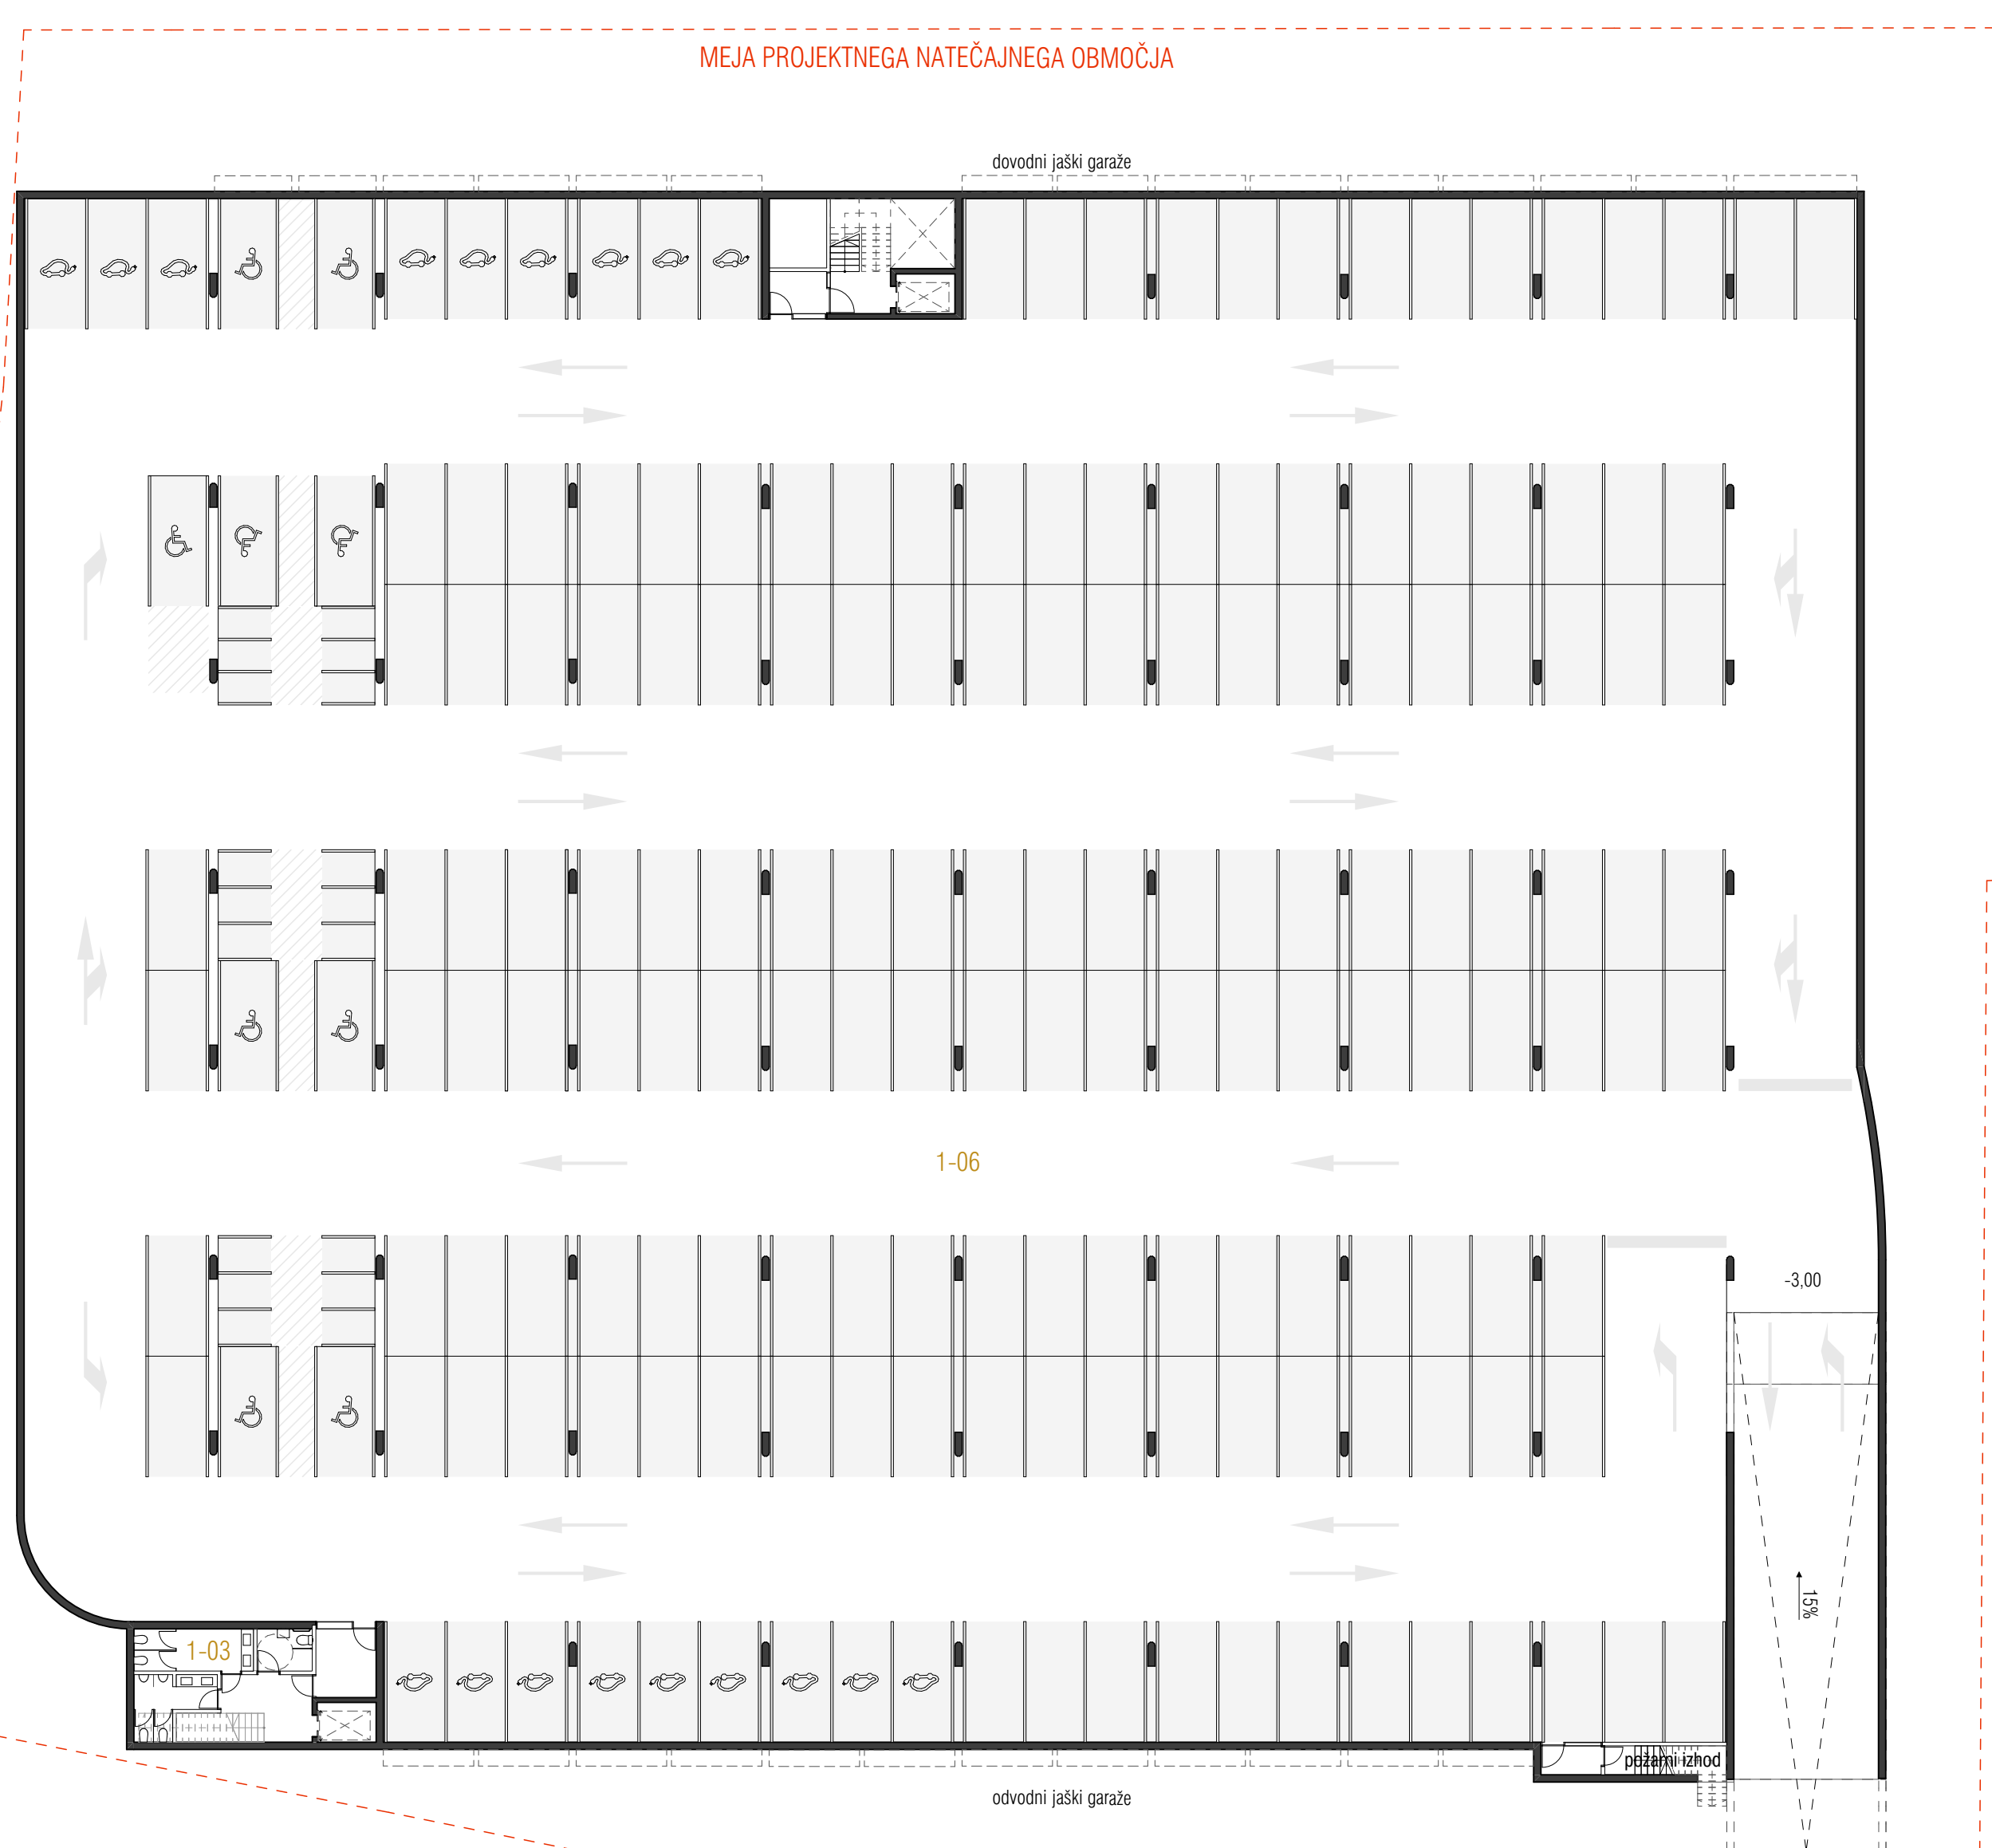 MEJA PROJEKTNEGA NATEČAJNEGA OBMOČJA
dovodni jaški garaže
1-06
-3,00
15%
1-03
požarni izhod
odvodni jaški garaže